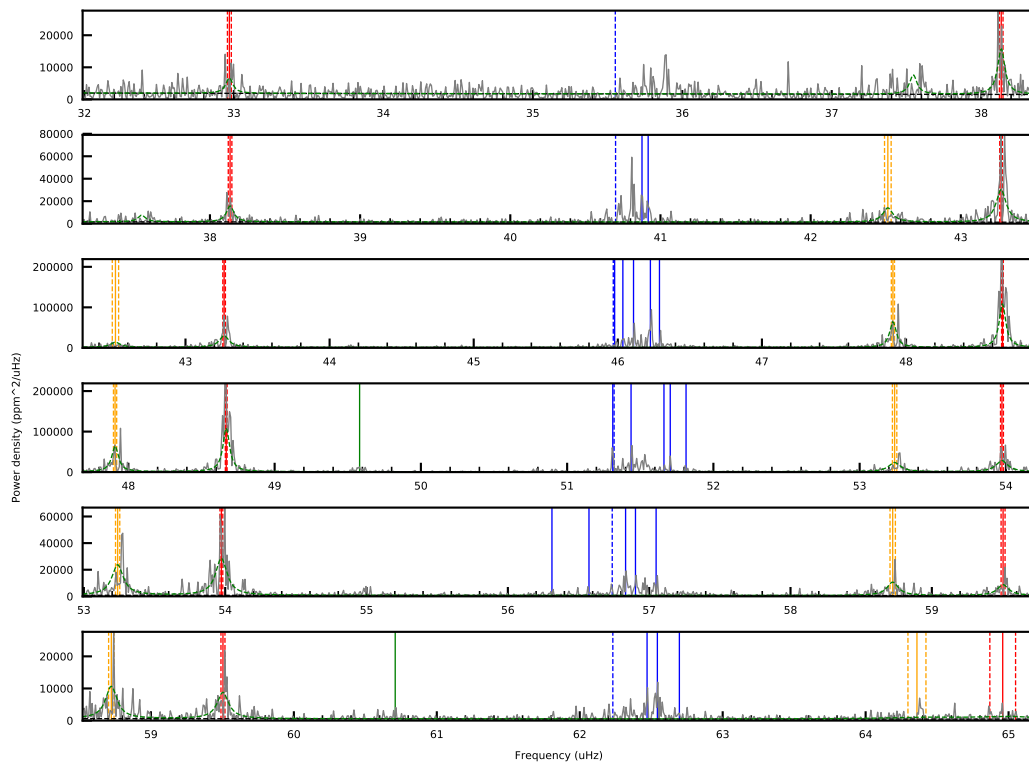 20000
10000
0
32 33 34 35 36 37 38
80000
60000
40000
20000
0
38 39 40 41 42 43
200000
100000
0
43 44 45 46 47 48
Power density (ppm^2/uHz)
200000
100000
0
48 49 50 51 52 53 54
60000
40000
20000
0
53 54 55 56 57 58 59
20000
10000
0
59 60 61 62 63 64 65
Frequency (uHz)